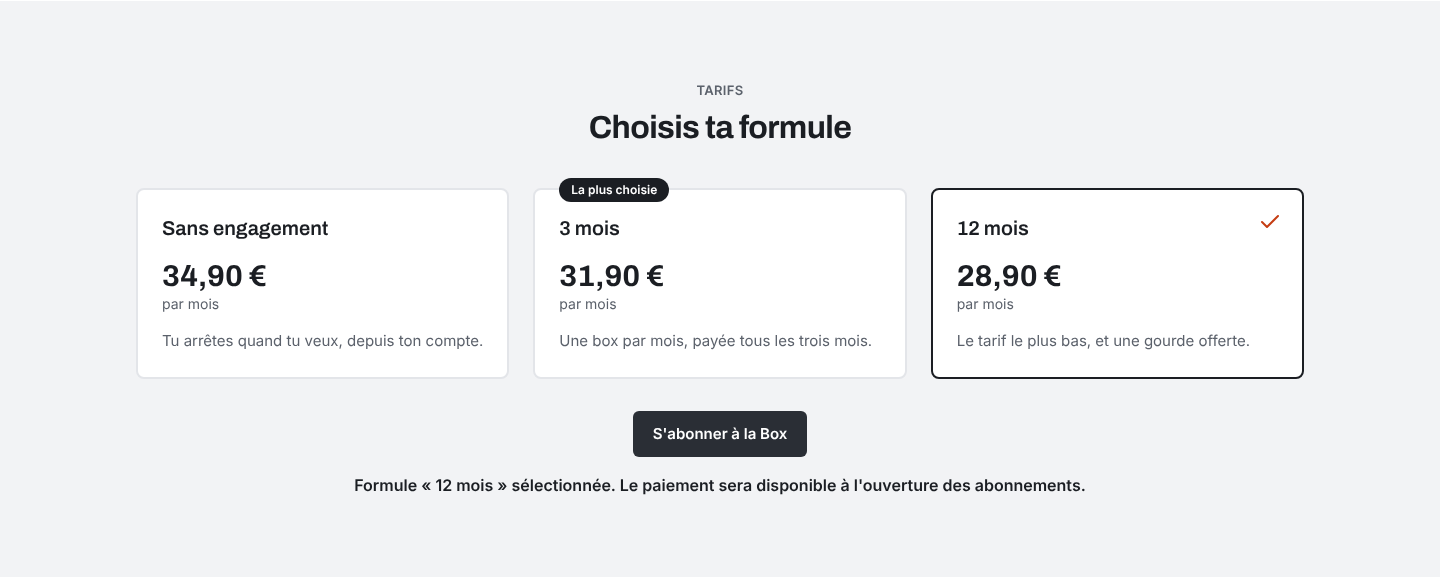 TARIFS
Choisis ta formule
Sans engagement
34,90 €
par mois
Tu arrêtes quand tu veux, depuis ton compte.
La plus choisie
3 mois
31,90 €
par mois
Une box par mois, payée tous les trois mois.
12 mois
28,90 €
par mois
Le tarif le plus bas, et une gourde offerte.
S'abonner à la Box
Formule « 12 mois » sélectionnée. Le paiement sera disponible à l'ouverture des abonnements.